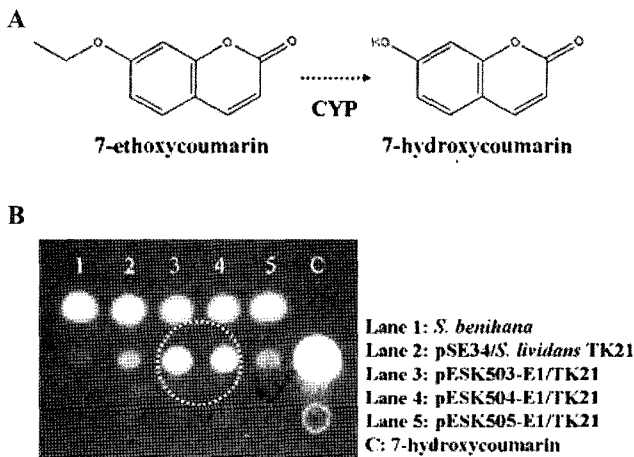 A
O
O
O
HO
O
O
CYP
7-ethoxycoumarin
7-hydroxycoumarin
B
1 2 3 4 5 C
Lane 1: S. benihana
Lane 2: pSE34/S. lividans TK21
Lane 3: pESK503-E1/TK21
Lane 4: pESK504-E1/TK21
Lane 5: pESK505-E1/TK21
C: 7-hydroxycoumarin